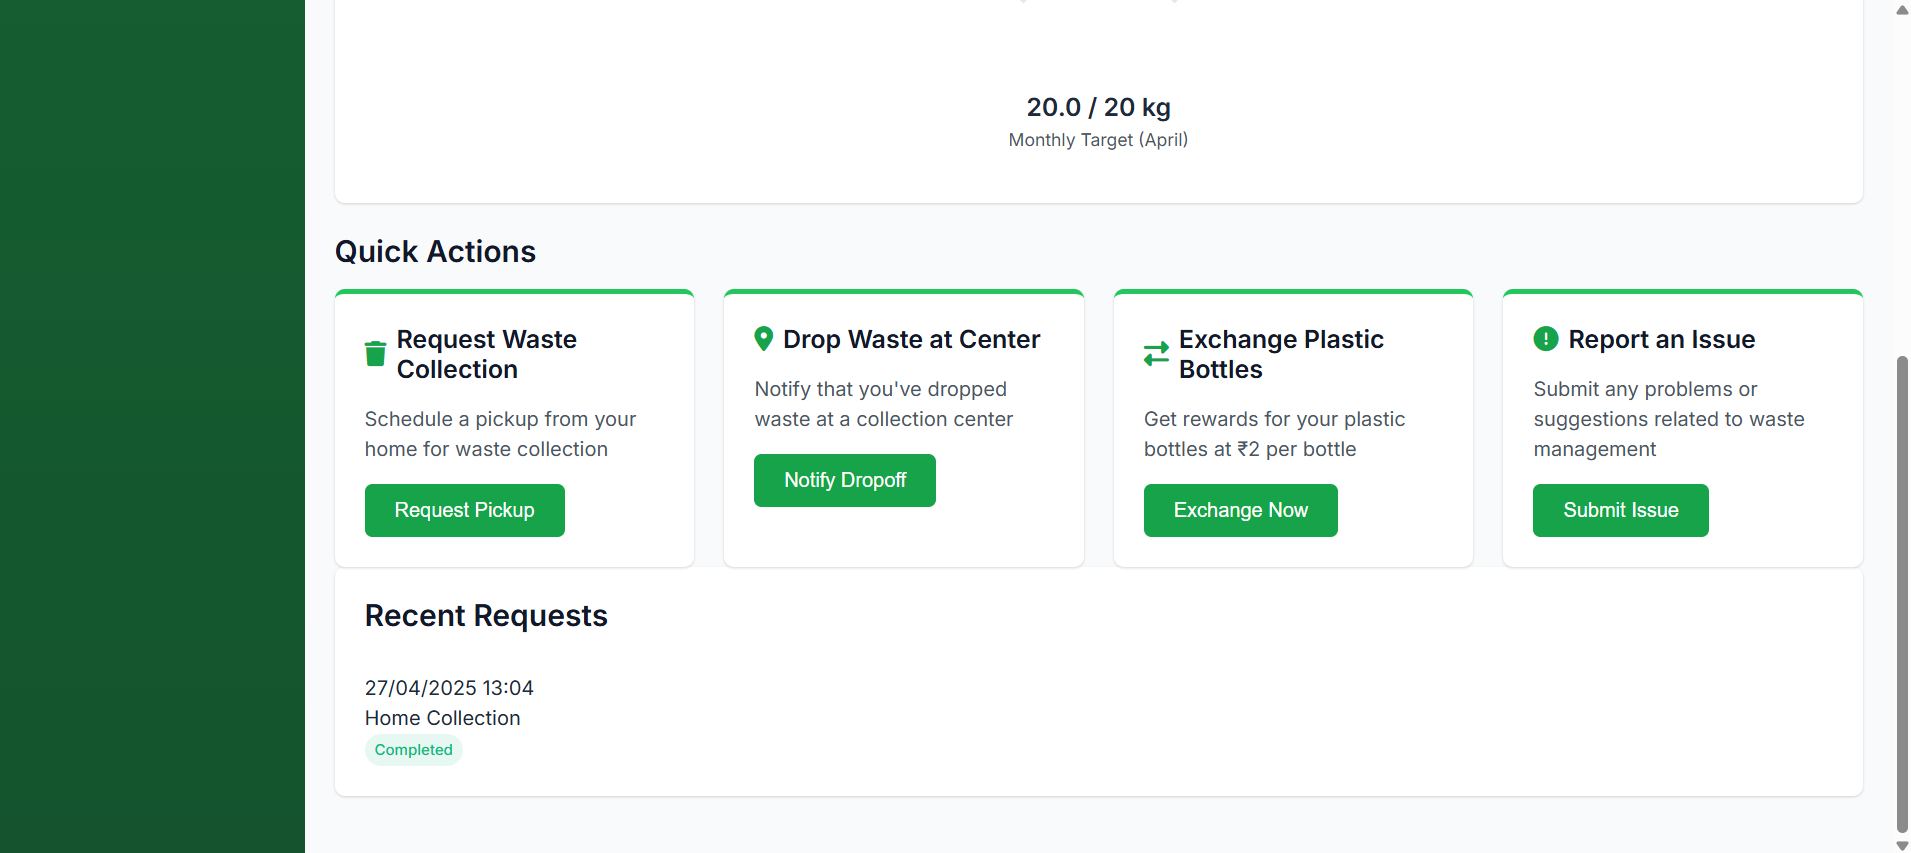 20.0 / 20 kg
Monthly Target (April)
Quick Actions
Request Waste
Collection
Schedule a pickup from your
home for waste collection
Request Pickup
Drop Waste at Center
Notify that you've dropped
waste at a collection center
Notify Dropoff
Exchange Plastic
Bottles
Get rewards for your plastic
bottles at ₹2 per bottle
Exchange Now
Report an Issue
Submit any problems or
suggestions related to waste
management
Submit Issue
Recent Requests
27/04/2025 13:04
Home Collection
Completed